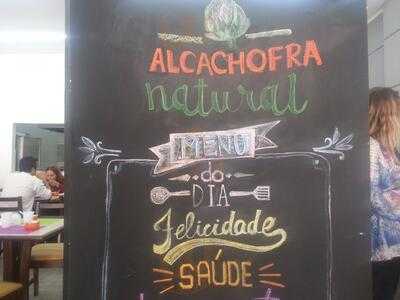 ALCACHOFRA
natural
MENU
do
DIA
Felicidade
SAÚDE